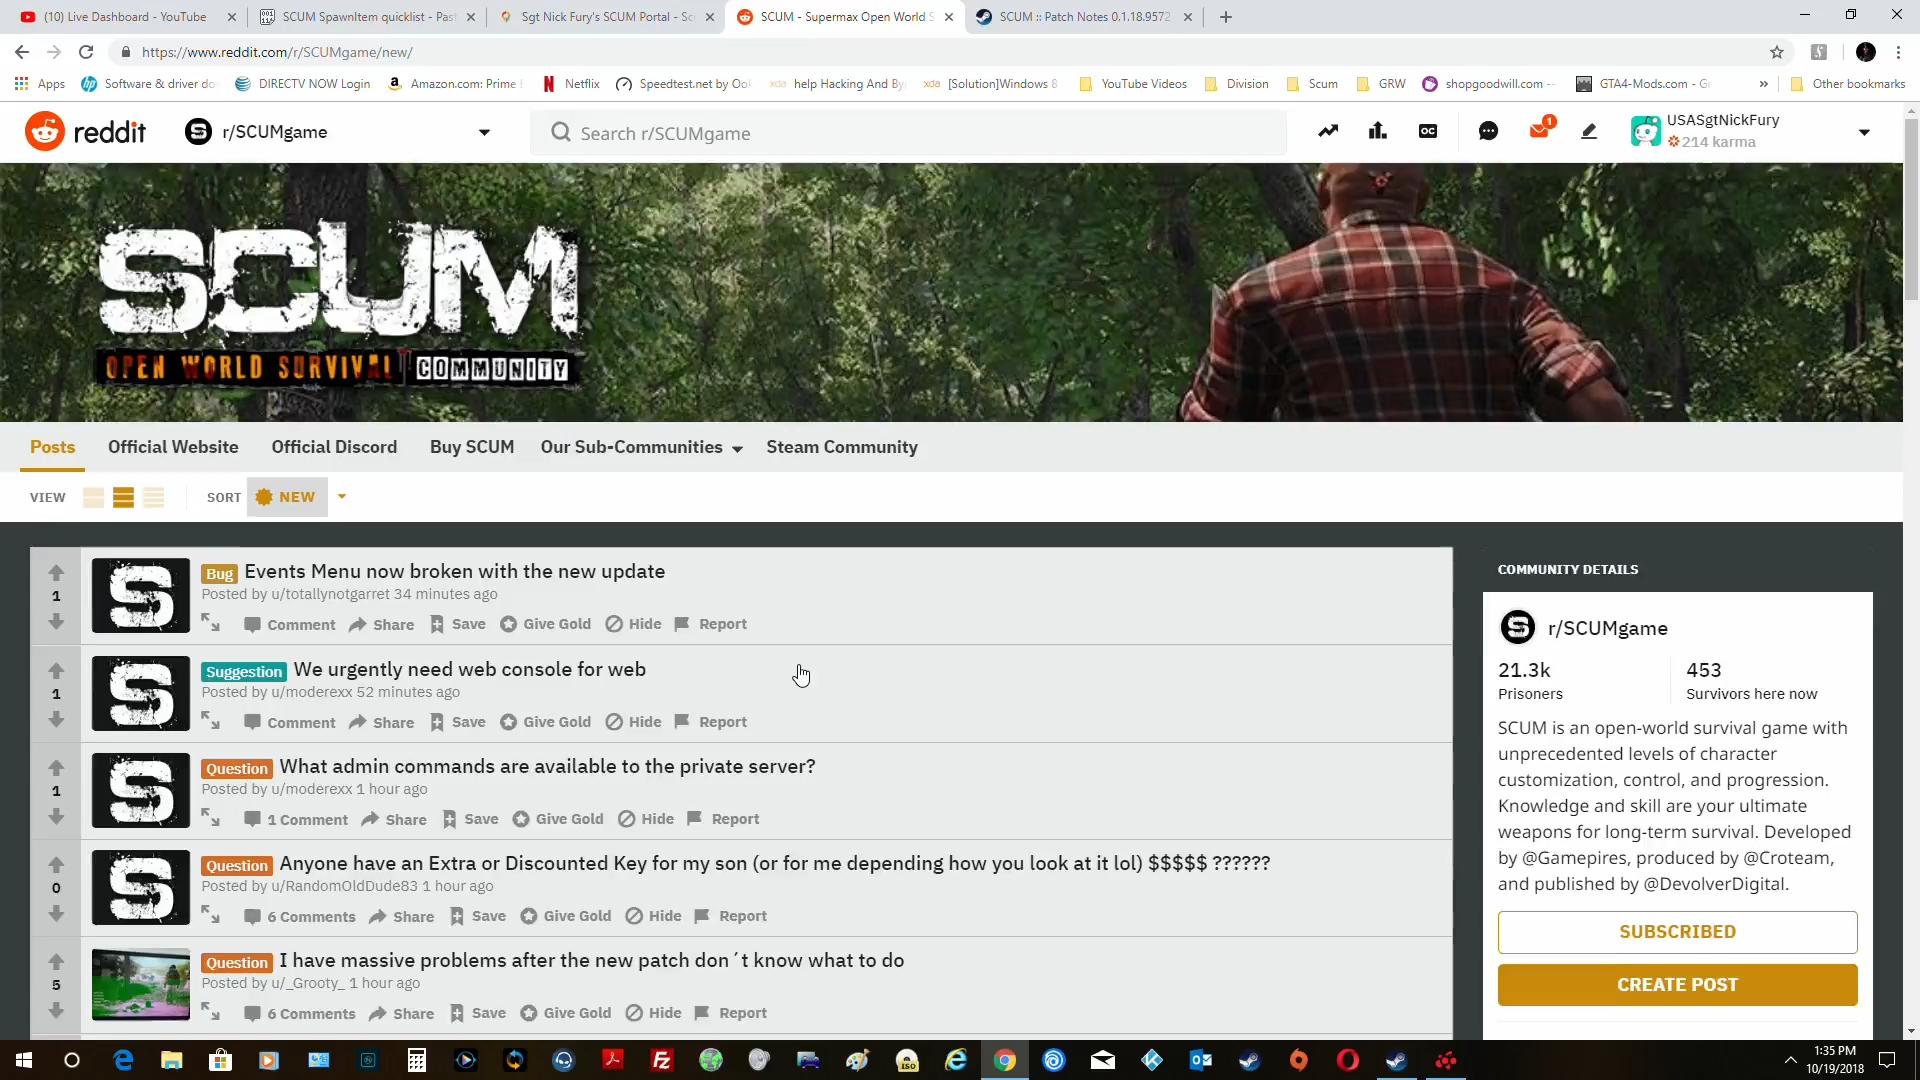 (10) Live Dashboard - YouTube
SCUM SpawnItem quicklist - Past
Sgt Nick Fury's SCUM Portal - Sc
SCUM - Supermax Open World S
SCUM :: Patch Notes 0.1.18.9572
https://www.reddit.com/r/SCUMgame/new/
Apps
Software & driver do
DIRECTV NOW Login
Amazon.com: Prime
Netflix
Speedtest.net by Ook
help Hacking And By
[Solution]Windows 8
YouTube Videos
Division
Scum
GRW
shopgoodwill.com --
GTA4-Mods.com - G
»
Other bookmarks
reddit
r/SCUMgame
Search r/SCUMgame
OC
1
USASgtNickFury
214 karma
SCUM
OPEN WORLD SURVIVAL COMMUNITY
Posts
Official Website
Official Discord
Buy SCUM
Our Sub-Communities
Steam Community
VIEW
SORT
NEW
1
Bug Events Menu now broken with the new update
Posted by u/totallynotgarret 34 minutes ago
Comment Share Save Give Gold Hide Report
1
Suggestion We urgently need web console for web
Posted by u/moderexx 52 minutes ago
Comment Share Save Give Gold Hide Report
1
Question What admin commands are available to the private server?
Posted by u/moderexx 1 hour ago
1 Comment Share Save Give Gold Hide Report
0
Question Anyone have an Extra or Discounted Key for my son (or for me depending how you look at it lol) $$$$$ ??????
Posted by u/RandomOldDude83 1 hour ago
6 Comments Share Save Give Gold Hide Report
5
Question I have massive problems after the new patch don´t know what to do
Posted by u/_Grooty_ 1 hour ago
6 Comments Share Save Give Gold Hide Report
COMMUNITY DETAILS
r/SCUMgame
21.3k
Prisoners
453
Survivors here now
SCUM is an open-world survival game with
unprecedented levels of character
customization, control, and progression.
Knowledge and skill are your ultimate
weapons for long-term survival. Developed
by @Gamepires, produced by @Croteam,
and published by @DevolverDigital.
SUBSCRIBED
CREATE POST
1:35 PM
10/19/2018